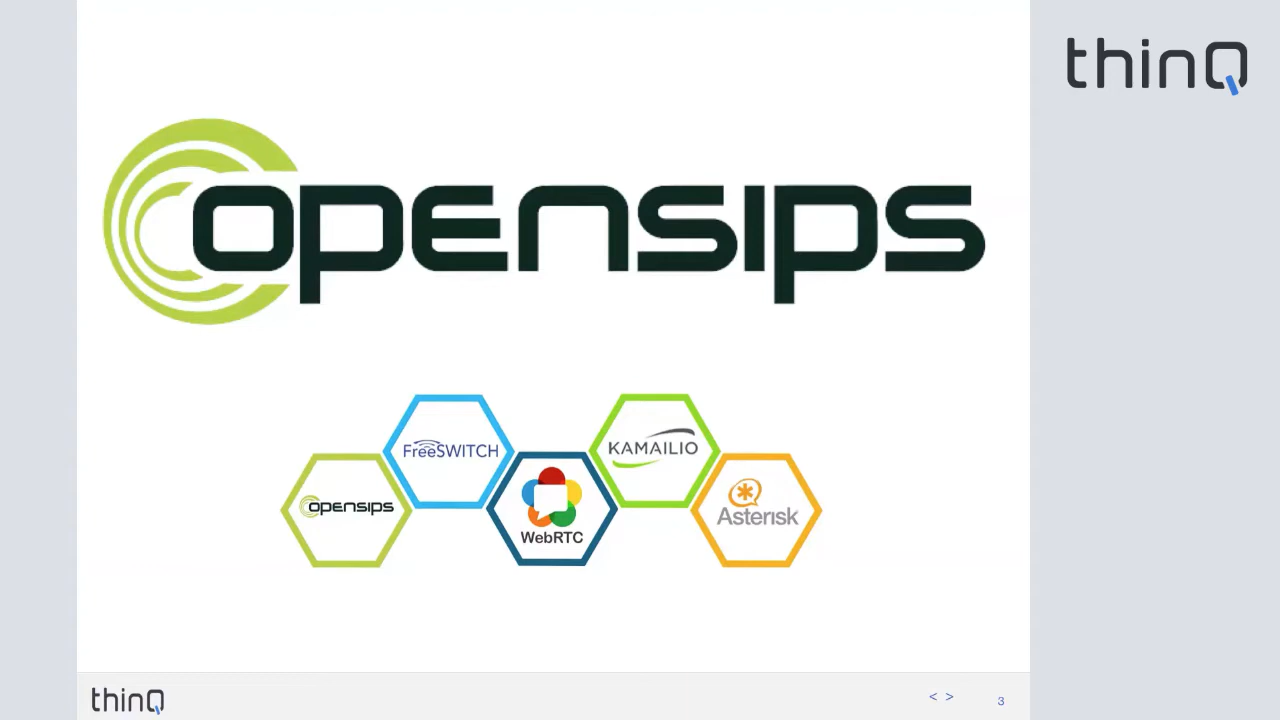 thinQ
opensips
FreeSWITCH
KAMAILIO
opensips
WebRTC
Asterisk
thinQ
< >
3